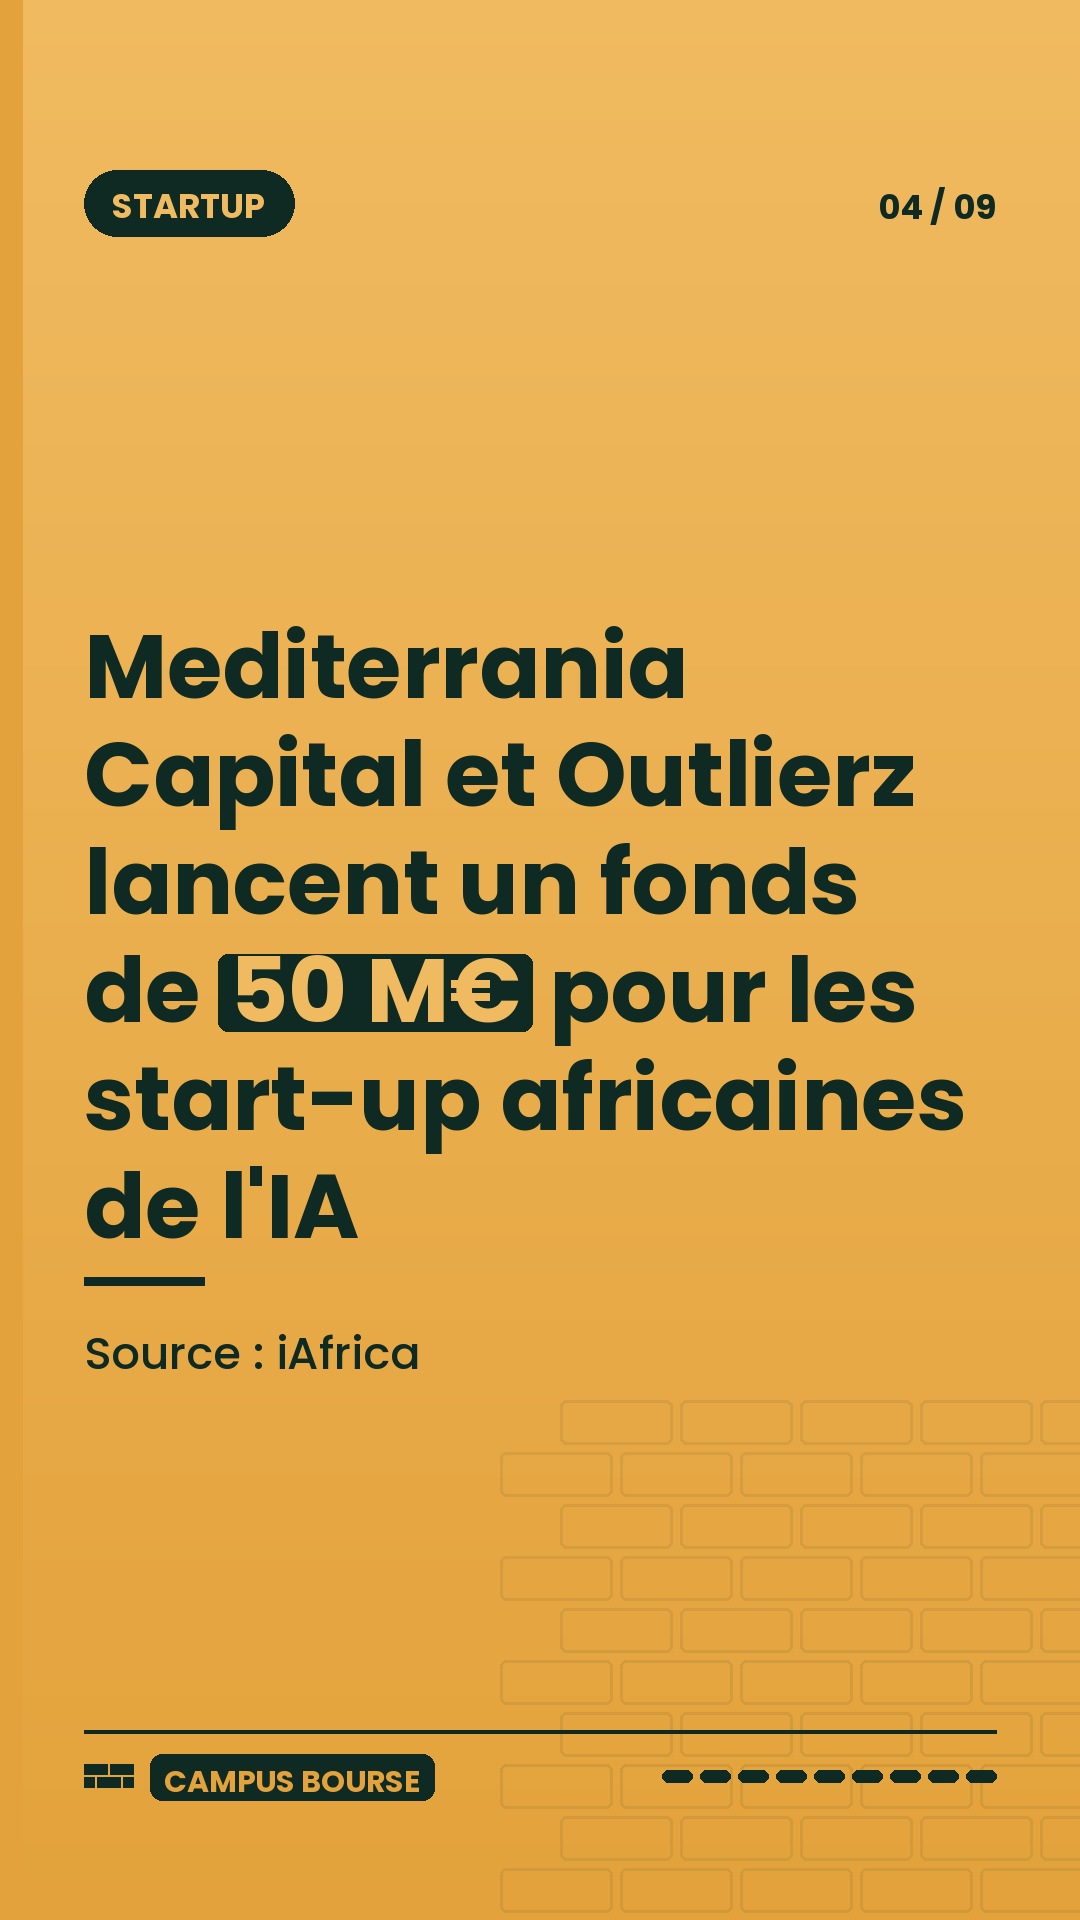 STARTUP
04 / 09
Mediterrania
Capital et Outlierz
lancent un fonds
de 50 M€ pour les
start-up africaines
de l'IA
Source : iAfrica
CAMPUS BOURSE